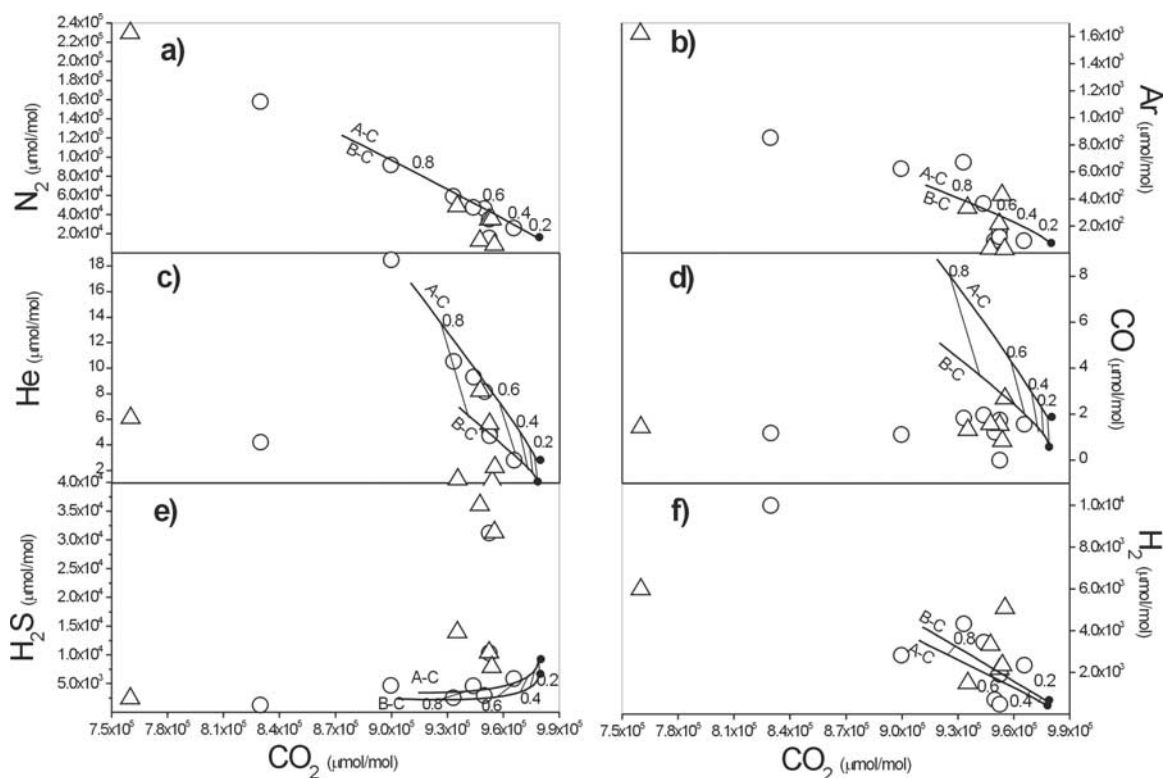 a)
2.4x10⁵
2.2x10⁵
2.0x10⁵
1.8x10⁵
1.6x10⁵
1.4x10⁵
1.2x10⁵
1.0x10⁵
8.0x10⁴
6.0x10⁴
4.0x10⁴
2.0x10⁴
N₂ (μmol/mol)
A-C
B-C
0.8
0.6
0.4
0.2
b)
1.6x10³
1.4x10³
1.2x10³
1.0x10³
8.0x10²
6.0x10²
4.0x10²
2.0x10²
Ar
(μmol/mol)
A-C
B-C
0.8
0.6
0.4
0.2
c)
18
16
14
12
10
8
6
4
2
He (μmol/mol)
A-C
B-C
0.8
0.6
0.4
0.2
d)
8
6
4
2
0
CO
(μmol/mol)
0.8
A-C
B-C
0.6
0.4
0.2
e)
4.0x10⁴
3.5x10⁴
3.0x10⁴
2.5x10⁴
2.0x10⁴
1.5x10⁴
1.0x10⁴
5.0x10³
H₂S (μmol/mol)
A-C
B-C
0.8
0.6
0.4
0.2
f)
1.0x10⁴
8.0x10³
6.0x10³
4.0x10³
2.0x10³
H₂
(μmol/mol)
B-C
A-C
0.8
0.6
0.4
0.2
7.5x10⁵ 7.8x10⁵ 8.1x10⁵ 8.4x10⁵ 8.7x10⁵ 9.0x10⁵ 9.3x10⁵ 9.6x10⁵ 9.9x10⁵
CO₂ (μmol/mol)
7.5x10⁵ 7.8x10⁵ 8.1x10⁵ 8.4x10⁵ 8.7x10⁵ 9.0x10⁵ 9.3x10⁵ 9.6x10⁵ 9.9x10⁵
CO₂ (μmol/mol)